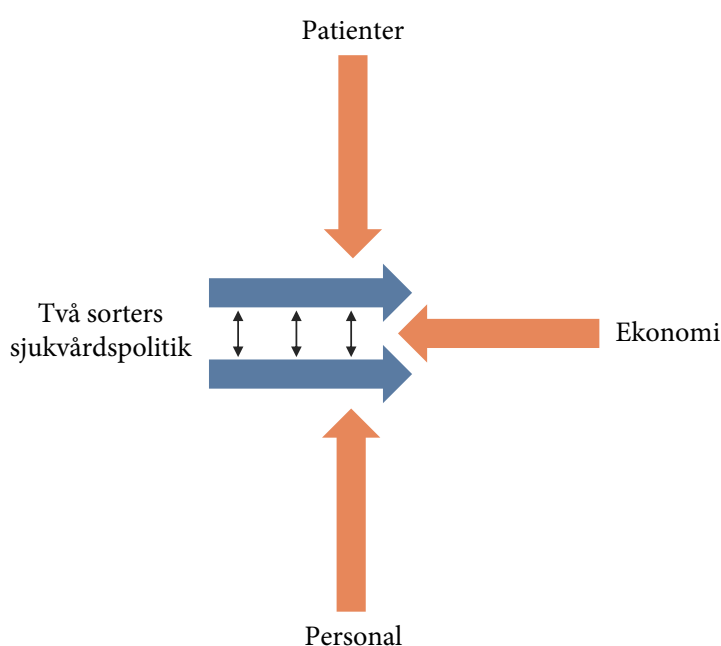 Patienter
Två sorters
sjukvårdspolitik
Ekonomi
Personal